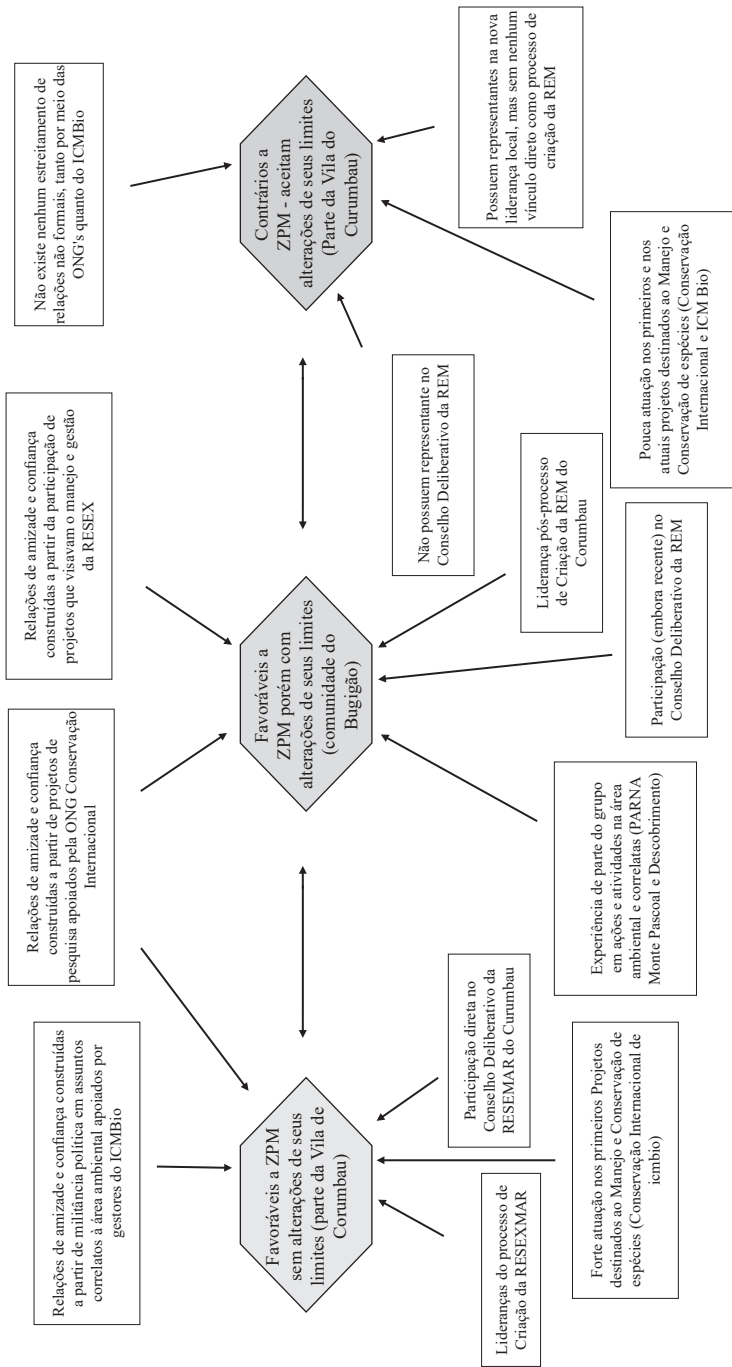 Relações de amizade e confiança construídas
a partir de militância política em assuntos
correlatos à área ambiental apoiados por
gestores do ICMBio
Relações de amizade e confiança
construídas a partir de projetos de
pesquisa apoiados pela ONG Conservação
Internacional
Relações de amizade e confiança
construídas a partir da participação de
projetos que visavam o manejo e gestão
da RESEX
Não existe nenhum estreitamento de
relações não formais, tanto por meio das
ONG's quanto do ICMBio
Favoráveis a ZPM
sem alterações de seus
limites (parte da Vila de
Corumbau)
Favoráveis a
ZPM porém com
alterações de seus limites
(comunidade do
Bugigão)
Contrários a
ZPM - aceitam
alterações de seus limites
(Parte da Vila do
Curumbau)
Lideranças do processo de
Criação da RESEXMAR
Participação direta no
Conselho Deliberativo da
RESEMAR do Curumbau
Forte atuação nos primeiros Projetos
destinados ao Manejo e Conservação de
espécies (Conservação Internacional de
icmbio)
Experiência de parte do grupo
em ações e atividades na área
ambiental e correlatas (PARNA
Monte Pascoal e Descobrimento)
Participação (embora recente) no
Conselho Deliberativo da REM
Liderança pós-processo
de Criação da REM do
Corumbau
Não possuem representante no
Conselho Deliberativo da REM
Pouca atuação nos primeiros e nos
atuais projetos destinados ao Manejo e
Conservação de espécies (Conservação
Internacional e ICM Bio)
Possuem representantes na nova
liderança local, mas sem nenhum
vínculo direto como processo de
criação da REM